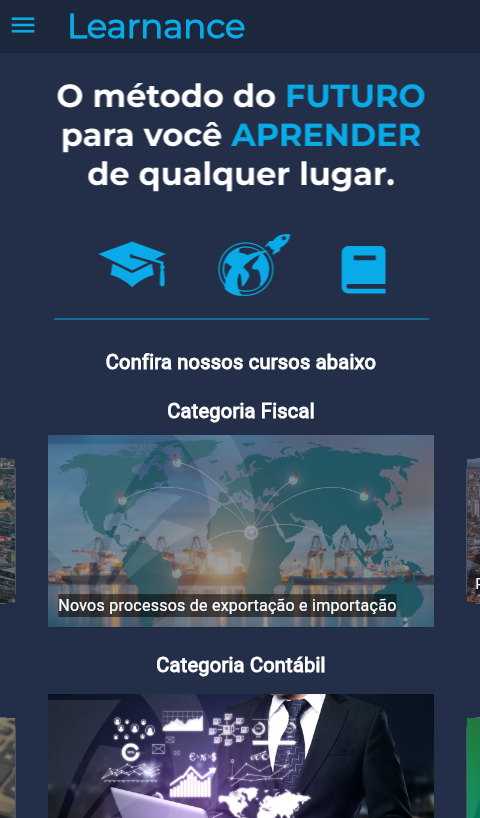 Learnance
O método do FUTURO
para você APRENDER
de qualquer lugar.
Confira nossos cursos abaixo
Categoria Fiscal
Novos processos de exportação e importação
Categoria Contábil